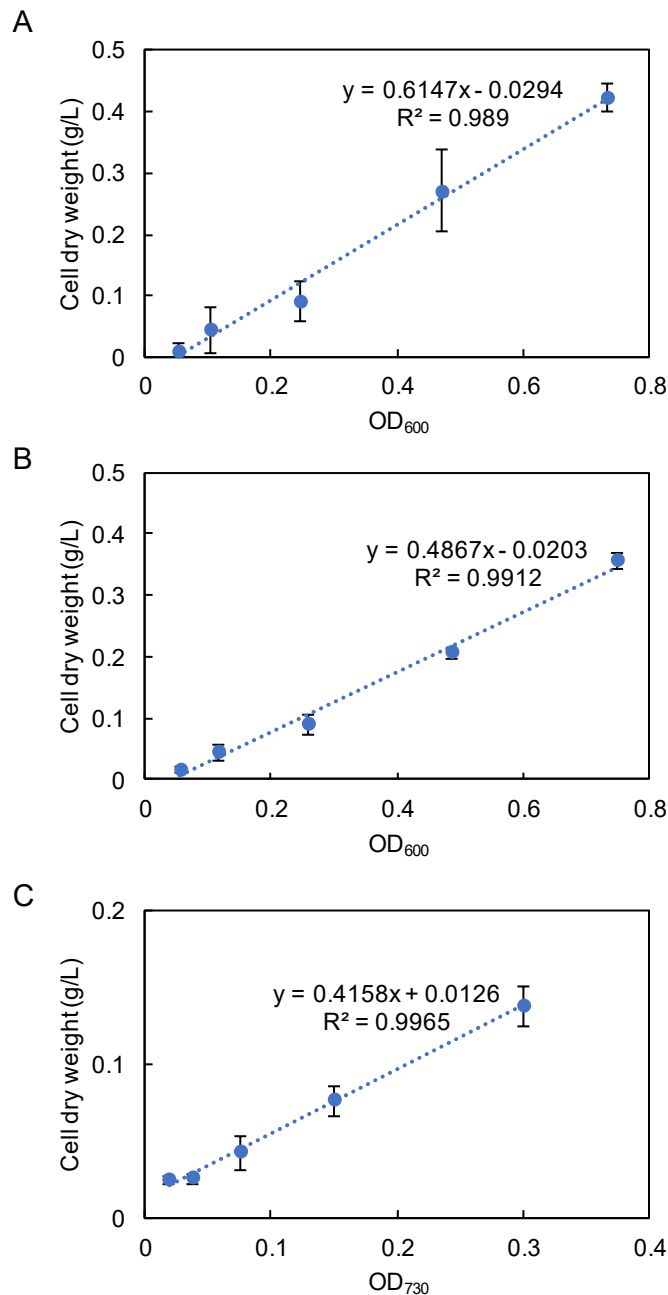 A
0.5
0.4
0.3
0.2
0.1
0
y = 0.6147x - 0.0294
R² = 0.989
Cell dry weight (g/L)
0 0.2 0.4 0.6 0.8
OD₆₀₀
B
0.5
0.4
0.3
0.2
0.1
0
y = 0.4867x - 0.0203
R² = 0.9912
Cell dry weight (g/L)
0 0.2 0.4 0.6 0.8
OD₆₀₀
C
0.2
0.1
0
y = 0.4158x + 0.0126
R² = 0.9965
Cell dry weight (g/L)
0 0.1 0.2 0.3 0.4
OD₇₃₀